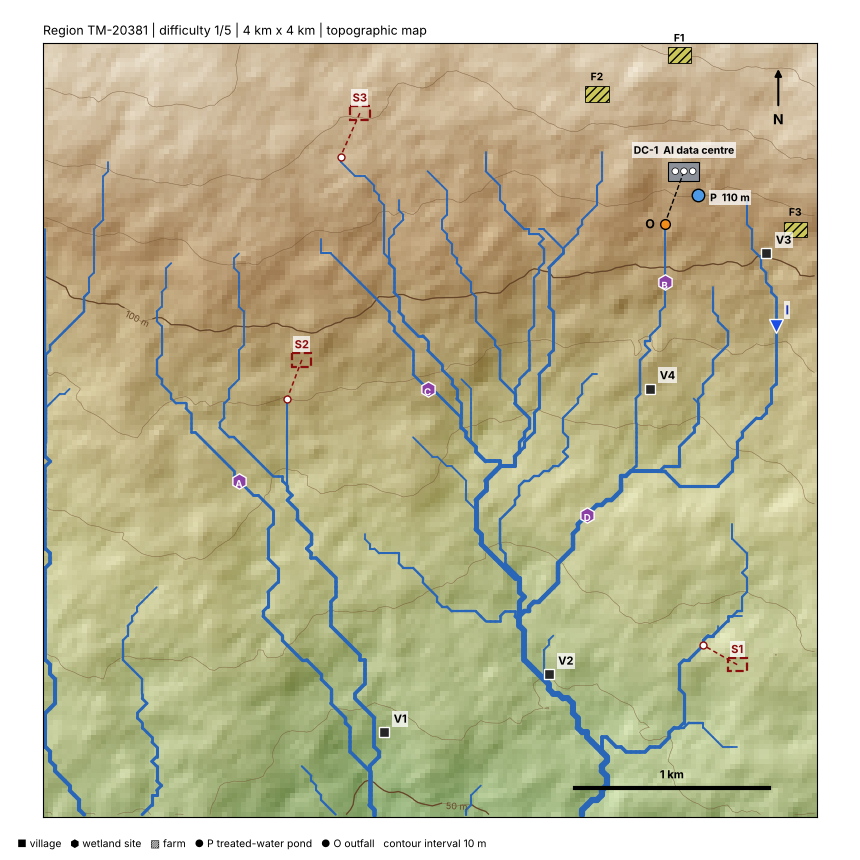 Region TM-20381 | difficulty 1/5 | 4 km x 4 km | topographic map
F1
F2
S3
N
DC-1 AI data centre
P 110 m
O
F3
V3
B
I
100 m
S2
V4
C
A
D
S1
V2
V1
1 km
50 m
village wetland site farm P treated-water pond O outfall contour interval 10 m